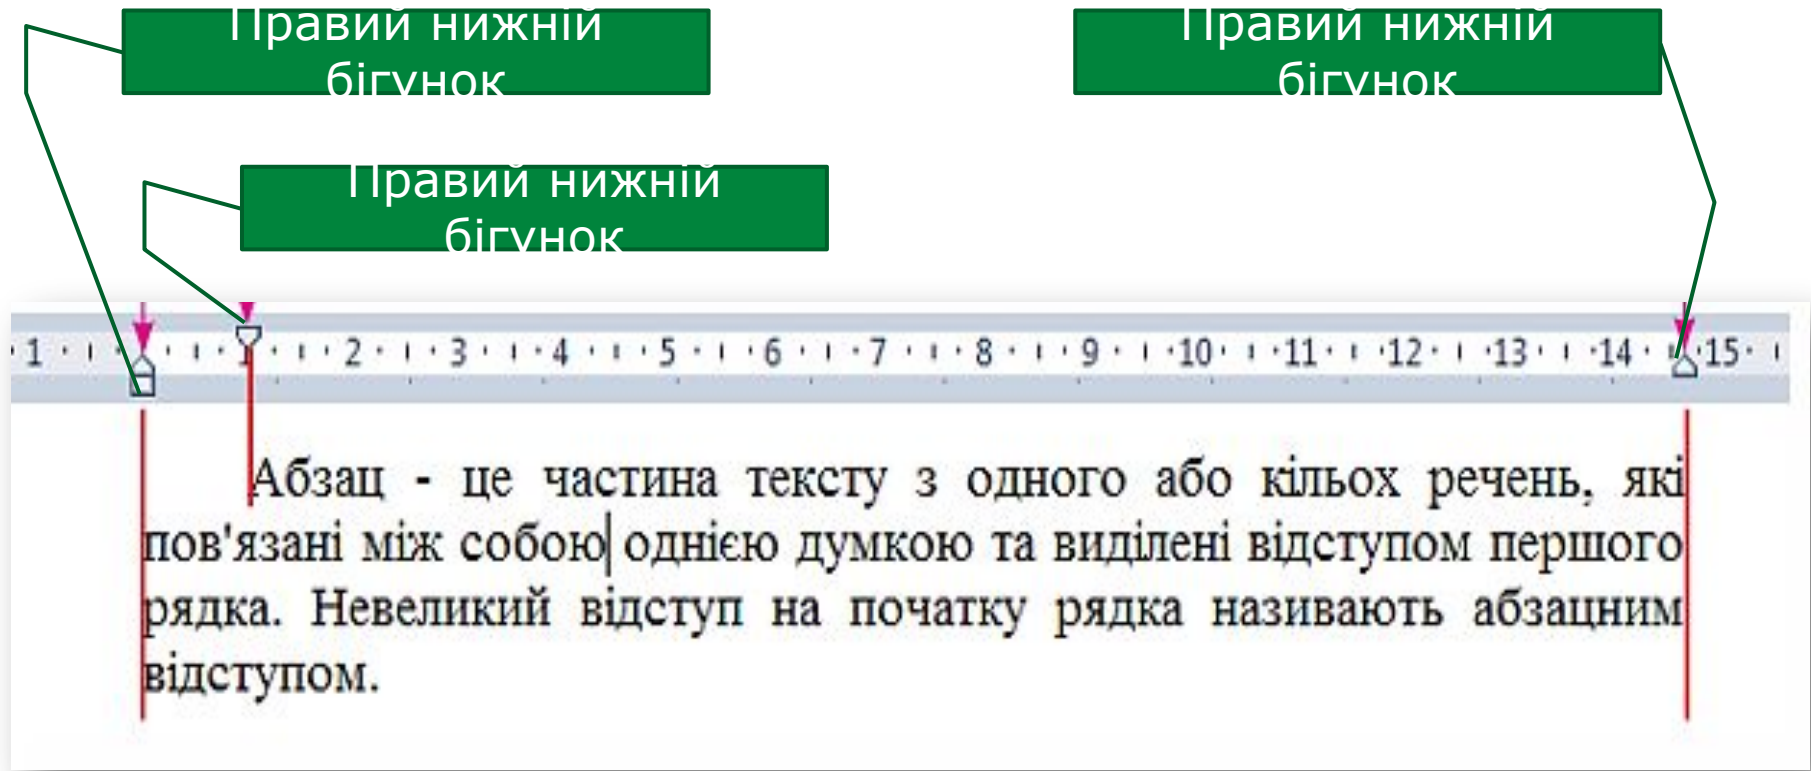 Правий нижній
бігунок
Правий нижній
бігунок
Правий нижній
бігунок
1 1 2 3 4 5 6 7 8 9 10 11 12 13 14 15
Абзац - це частина тексту з одного або кільох речень, які
пов'язані між собою однією думкою та виділені відступом першого
рядка. Невеликий відступ на початку рядка називають абзацним
відступом.